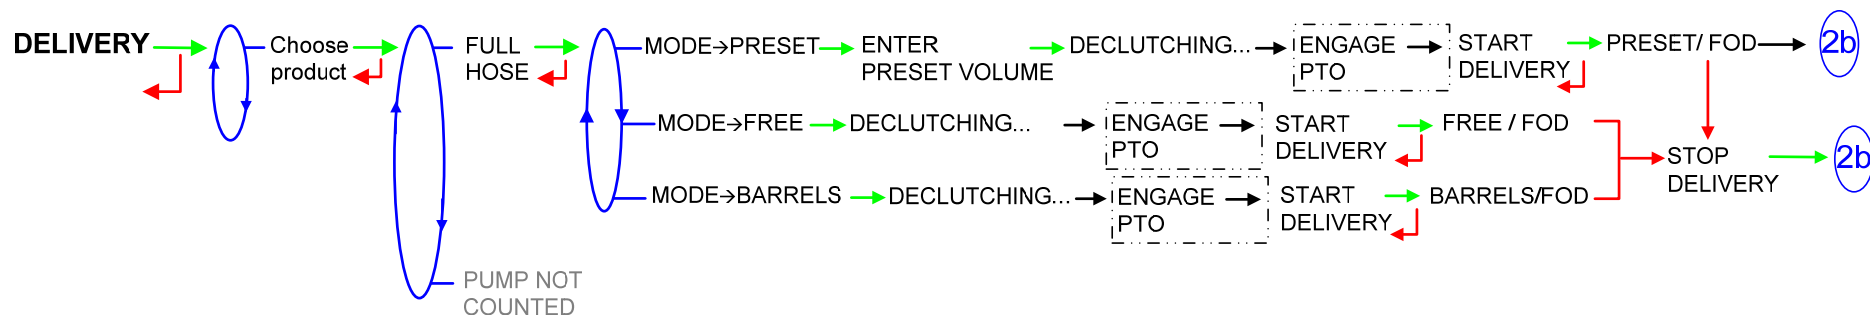 DELIVERY
Choose
product
FULL
HOSE
MODE→PRESET
ENTER
PRESET VOLUME
DECLUTCHING...
ENGAGE
PTO
START
DELIVERY
PRESET/ FOD
2b
MODE→FREE
DECLUTCHING...
ENGAGE
PTO
START
DELIVERY
FREE / FOD
STOP
DELIVERY
2b
MODE→BARRELS
DECLUTCHING...
ENGAGE
PTO
START
DELIVERY
BARRELS/FOD
PUMP NOT
COUNTED